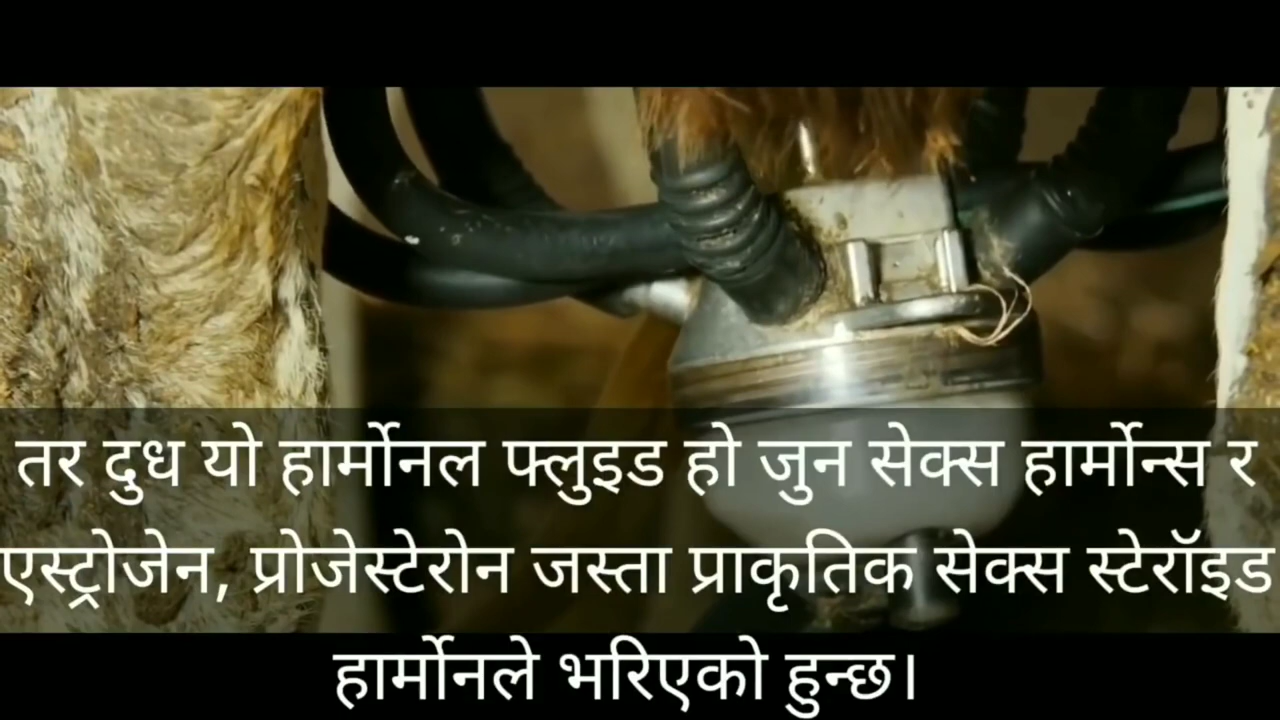 तर दुध यो हार्मोनल फ्लुइड हो जुन सेक्स हार्मोन्स र
एस्ट्रोजेन, प्रोजेस्टेरोन जस्ता प्राकृतिक सेक्स स्टेरॉइड
हार्मोनले भरिएको हुन्छ।